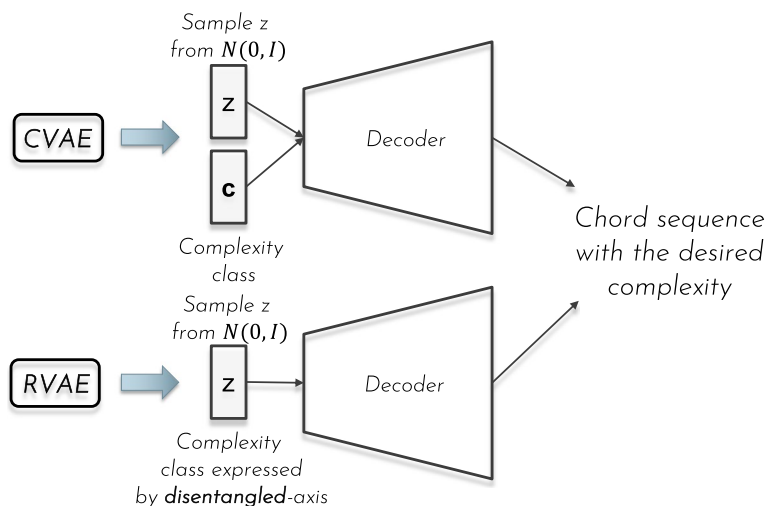 Sample z
from N(0, I)
CVAE
z
c
Decoder
Complexity
class
Chord sequence
with the desired
complexity
Sample z
from N(0, I)
RVAE
z
Decoder
Complexity
class expressed
by disentangled-axis